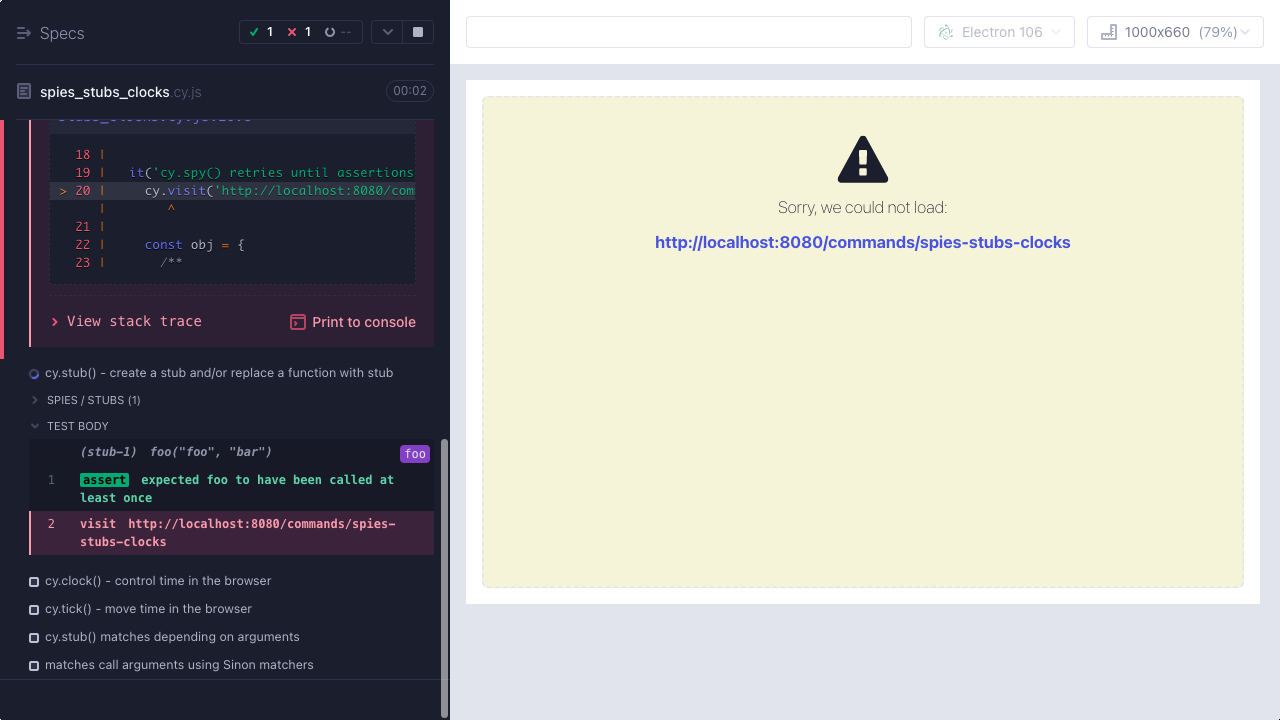 Specs
1
1
--
spies_stubs_clocks.cy.js
00:02
18 |
19 | it('cy.spy() retries until assertions
> 20 | cy.visit('http://localhost:8080/com
| ^
21 |
22 | const obj = {
23 | /**
View stack trace
Print to console
cy.stub() - create a stub and/or replace a function with stub
SPIES / STUBS (1)
TEST BODY
(stub-1) foo("foo", "bar")
foo
1 assert expected foo to have been called at
least once
2 visit http://localhost:8080/commands/spies-
stubs-clocks
cy.clock() - control time in the browser
cy.tick() - move time in the browser
cy.stub() matches depending on arguments
matches call arguments using Sinon matchers
Electron 106
1000x660 (79%)
Sorry, we could not load:
http://localhost:8080/commands/spies-stubs-clocks